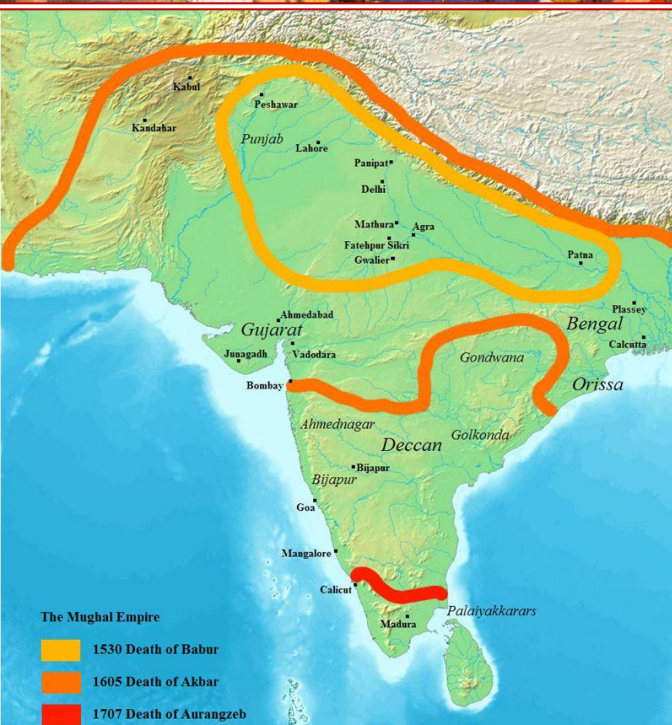 Kabul
Peshawar
Kandahar
Punjab
Lahore
Panipat
Delhi
Mathura
Agra
Fatehpur Sikri
Gwalier
Patna
Plassey
Ahmedabad
Bengal
Gujarat
Calcutta
Junagadh
Vadodara
Gondwana
Bombay
Orissa
Ahmednagar
Golkonda
Deccan
Bijapur
Bijapur
Goa
Mangalore
Calicut
Palaiyakkarars
Madura
The Mughal Empire
1530 Death of Babur
1605 Death of Akbar
1707 Death of Aurangzeb